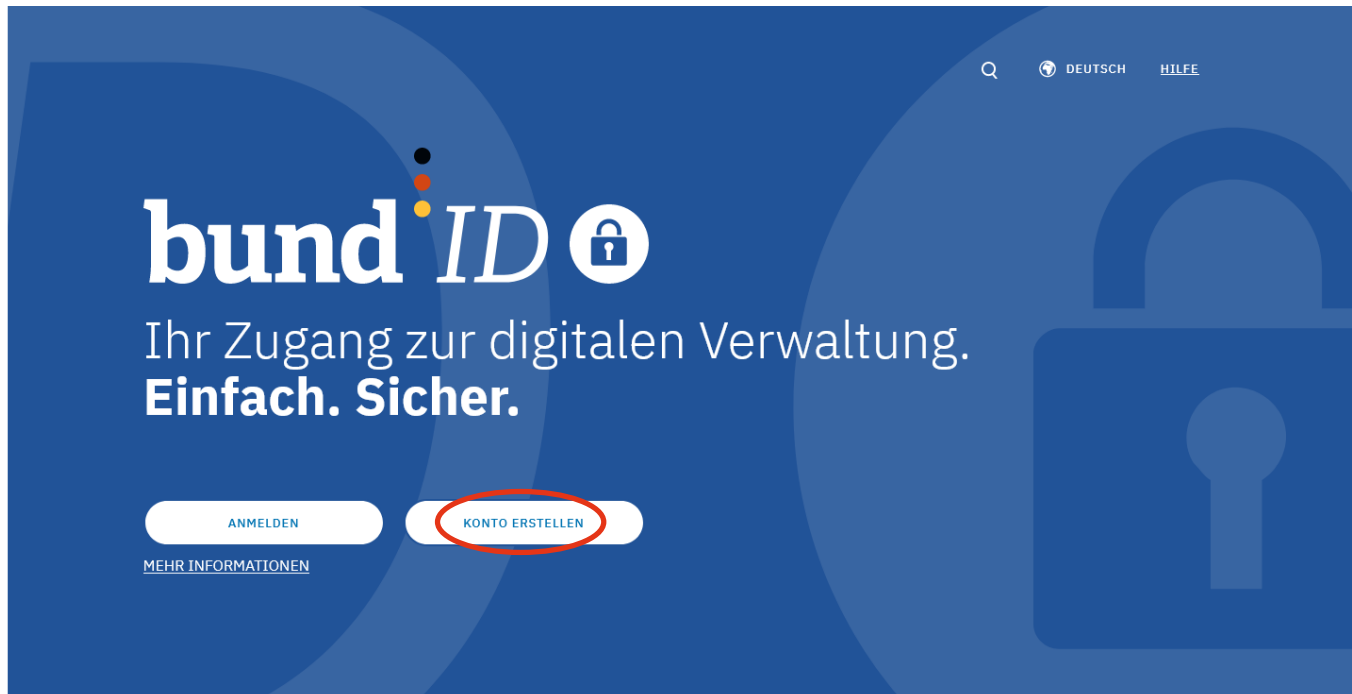 DEUTSCH HILFE
bund ID
Ihr Zugang zur digitalen Verwaltung.
Einfach. Sicher.
ANMELDEN KONTO ERSTELLEN
MEHR INFORMATIONEN